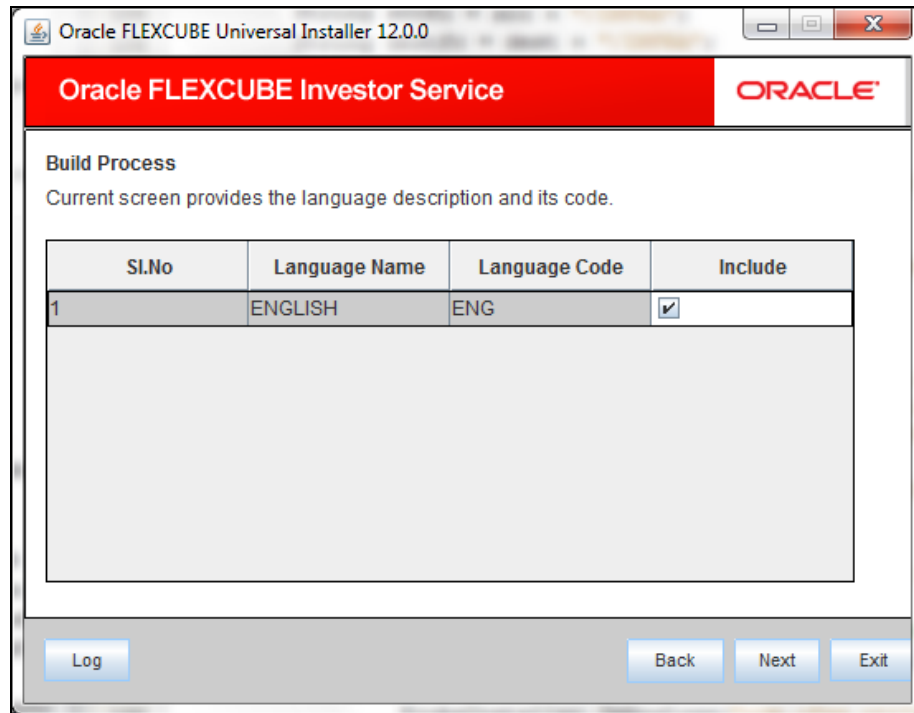 Oracle FLEXCUBE Universal Installer 12.0.0
Oracle FLEXCUBE Investor Service
ORACLE
Build Process
Current screen provides the language description and its code.
Sl.No Language Name Language Code Include
1 ENGLISH ENG
Log Back Next Exit